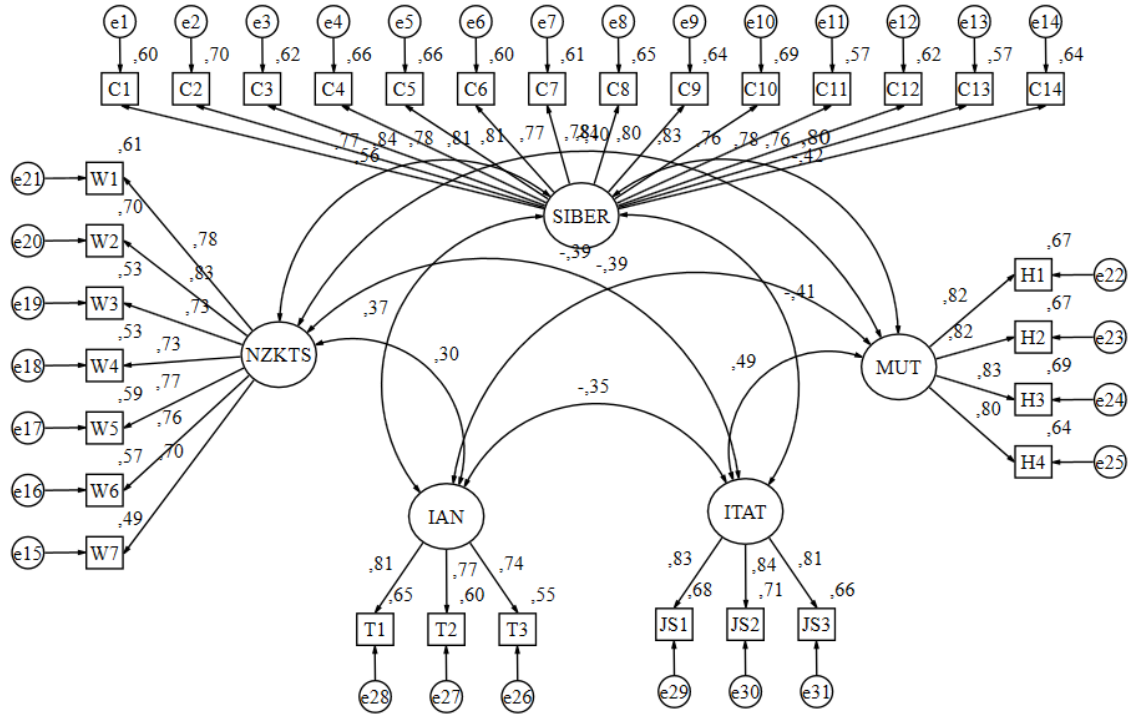 e1 e2 e3 e4 e5 e6 e7 e8 e9 e10 e11 e12 e13 e14
,60 ,70 ,62 ,66 ,66 ,60 ,61 ,65 ,64 ,69 ,57 ,62 ,57 ,64
C1 C2 C3 C4 C5 C6 C7 C8 C9 C10 C11 C12 C13 C14
,77 ,84 ,78 ,81 ,81 ,77 ,78 ,80 ,83 ,76 ,78 ,76 ,80
,56 -,42
SIBER
,61
e21 W1
,70
e20 W2
,78
,53
,83
e19 W3
,73
,53
e18 W4
,73
,77
,59
e17 W5
,76
,57
e16 W6
,70
,49
e15 W7
NZKTS
-,39
-,39
-,41
,37
,30
,49
-,35
MUT
,67
,82
H1 e22
,67
,82
H2 e23
,69
,83
H3 e24
,80
,64
H4 e25
IAN
,81 ,77 ,74
,65 ,60 ,55
T1 T2 T3
e28 e27 e26
ITAT
,83 ,84 ,81
,68 ,71 ,66
JS1 JS2 JS3
e29 e30 e31